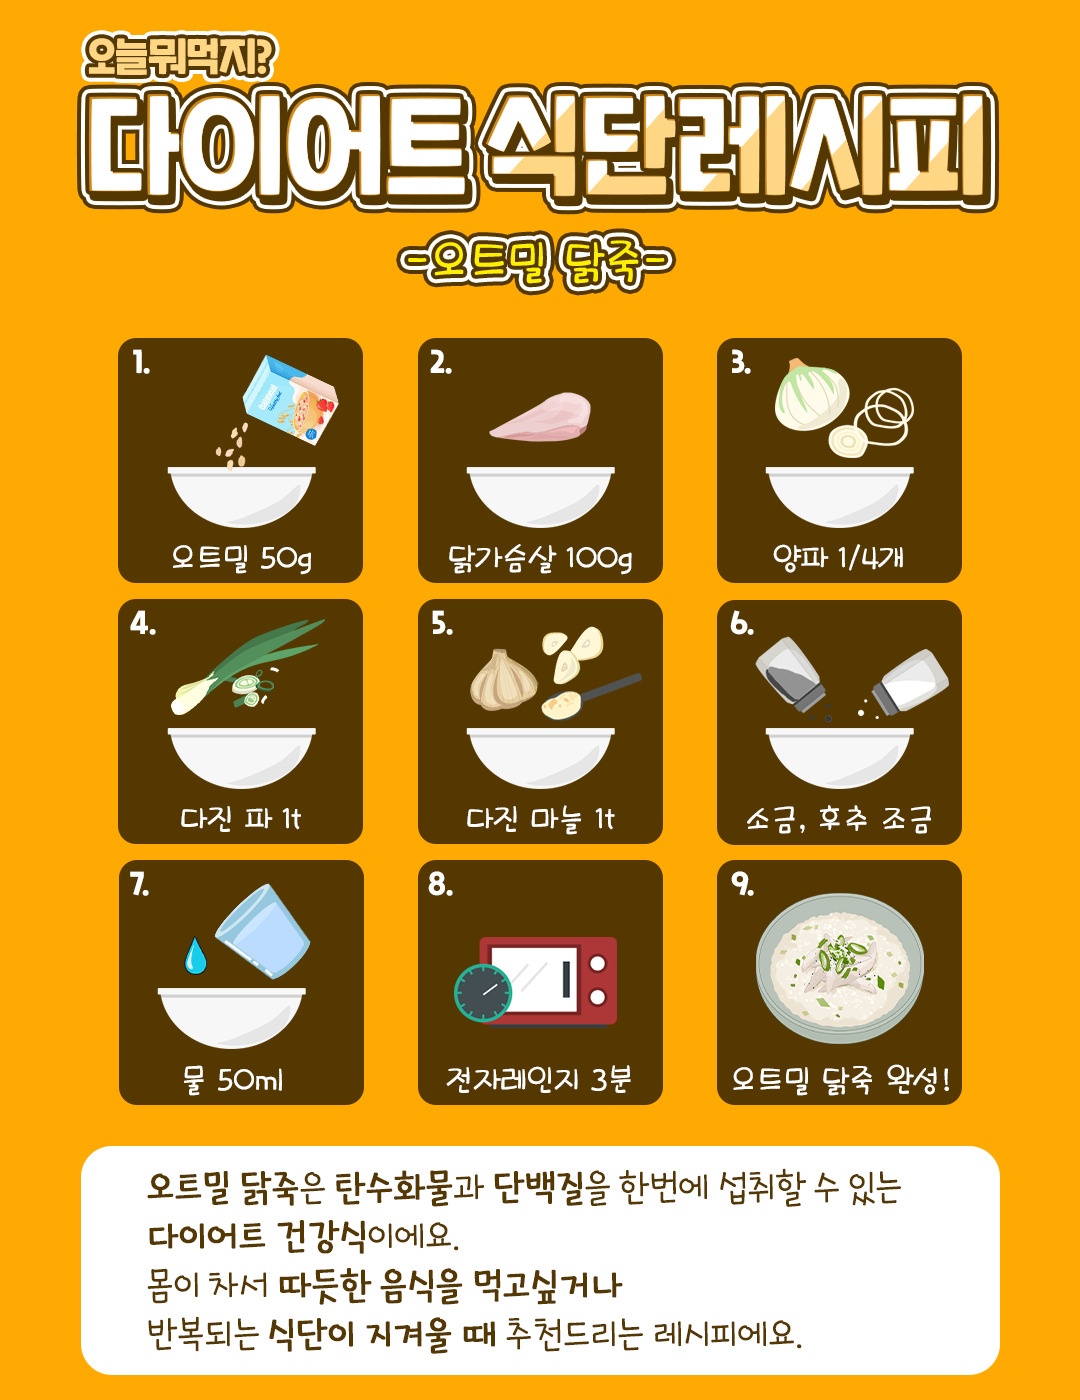 오늘뭐먹지?
다이어트 식단레시피
-오트밀 닭죽-
1.
오트밀 50g
2.
닭가슴살 100g
3.
양파 1/4개
4.
다진 파 1t
5.
다진 마늘 1t
6.
소금, 후추 조금
7.
물 50ml
8.
전자레인지 3분
9.
오트밀 닭죽 완성!
오트밀 닭죽은 탄수화물과 단백질을 한번에 섭취할 수 있는
다이어트 건강식이에요.
몸이 차서 따듯한 음식을 먹고싶거나
반복되는 식단이 지겨울 때 추천드리는 레시피에요.